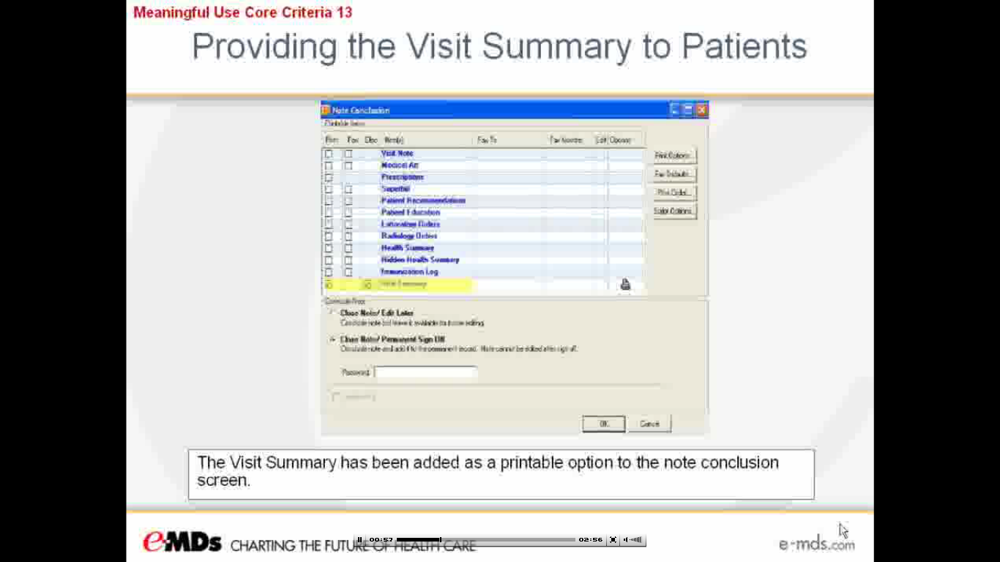 Meaningful Use Core Criteria 13
Providing the Visit Summary to Patients
Note Conclusion
Printable Items
Print Fax Elec Item(s) Fax To Fax Number Edit Options
Visit Note
Medical Art
Prescriptions
Superbill
Patient Recommendations
Patient Education
Laboratory Orders
Radiology Orders
Health Summary
Hidden Health Summary
Immunization Log
Visit Summary
Print Options...
Fax Defaults...
Print Order...
Script Options...
Conclude Note
Close Note/ Edit Later
Conclude note but leave it available for future editing.
Close Note/ Permanent Sign Off
Conclude note and add it to the permanent record. Note cannot be edited after sign off.
Password:
OK
Cancel
The Visit Summary has been added as a printable option to the note conclusion
screen.
e-MDs CHARTING THE FUTURE OF HEALTH CARE
00:57
02:56
e-mds.com